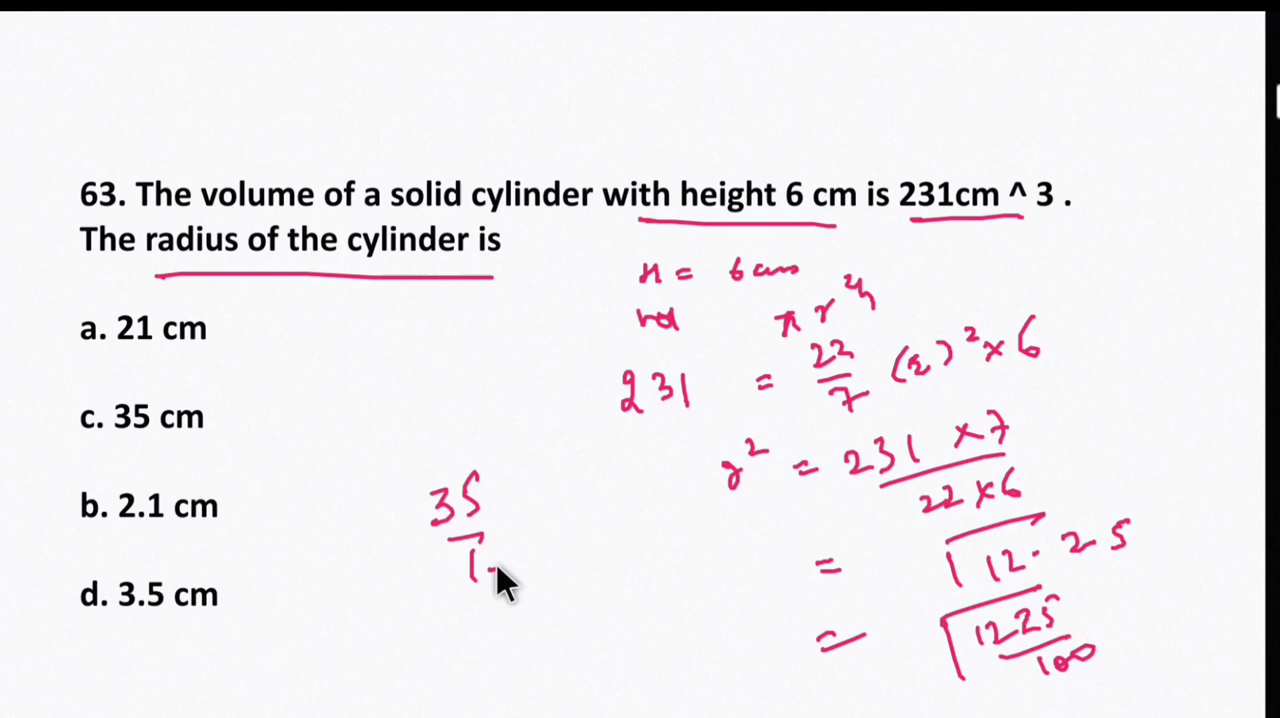 63. The volume of a solid cylinder with height 6 cm is 231cm ^ 3 .
The radius of the cylinder is
a. 21 cm
c. 35 cm
b. 2.1 cm
d. 3.5 cm
= 6 cm
π r²h
231 = 22/7 (r)² × 6
r² = 231 × 7 / 22 × 6
= √12.25
= √1225/100
35/1